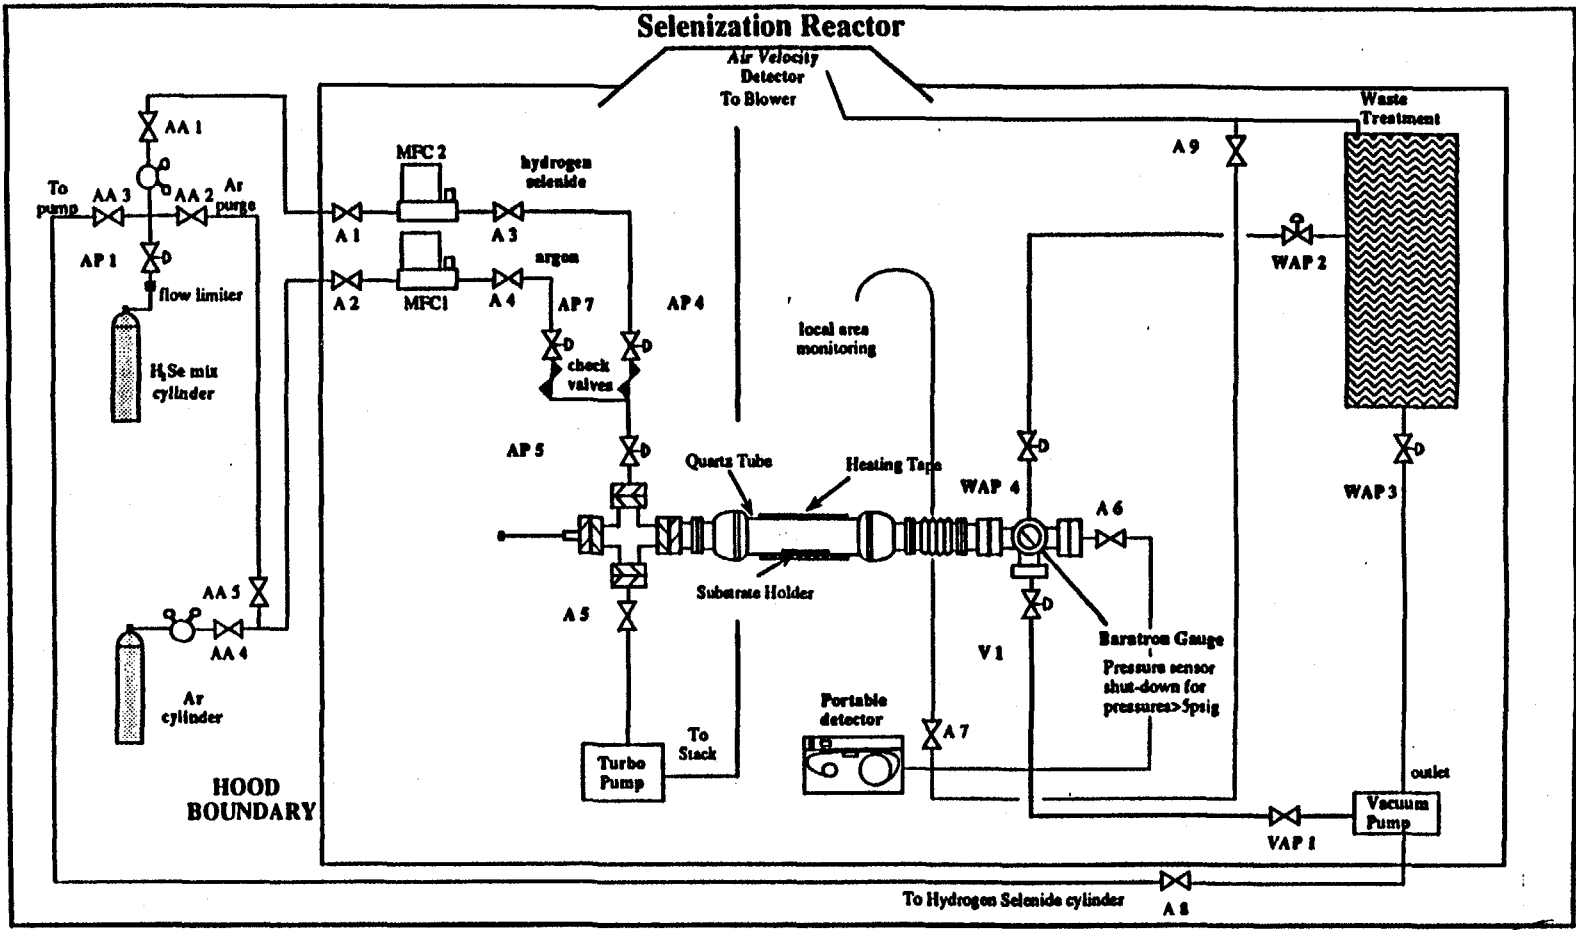 Selenization Reactor
Air Velocity
Detector
To Blower
Waste
Treatment
AA 1
A 9
MFC 2
hydrogen
selenide
To
pump
AA 3
AA 2
Ar
purge
A 1
A 3
WAP 2
AP 1
argon
flow limiter
A 2
MFC1
A 4
AP 7
AP 4
local area
monitoring
H2Se mix
cylinder
check
valves
AP 5
Quartz Tube
Heating Tape
WAP 4
WAP 3
A 6
Substrate Holder
AA 5
A 5
AA 4
V 1
Baratron Gauge
Pressure sensor
shut-down for
pressures>5psig
Ar
cylinder
Portable
detector
To
Stack
A 7
Turbo
Pump
HOOD
BOUNDARY
outlet
Vacuum
Pump
VAP 1
To Hydrogen Selenide cylinder
A 8